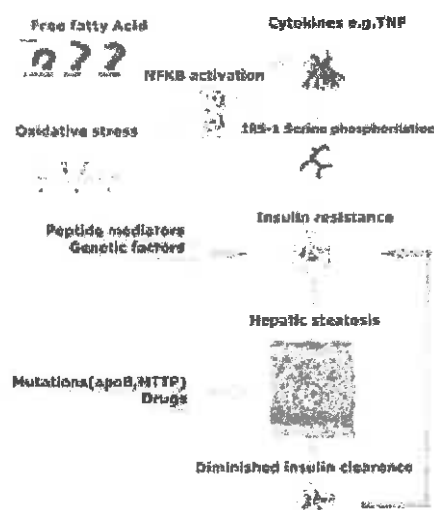 Free fatty Acid
Cytokines e.g.TNF
NFKB activation
Oxidative stress
IRS-1 Serine phosphorilation
Insulin resistance
Peptide mediators
Genetic factors
Hepatic steatosis
Mutations(apoB,MTTP)
Drugs
Diminished insulin clearance